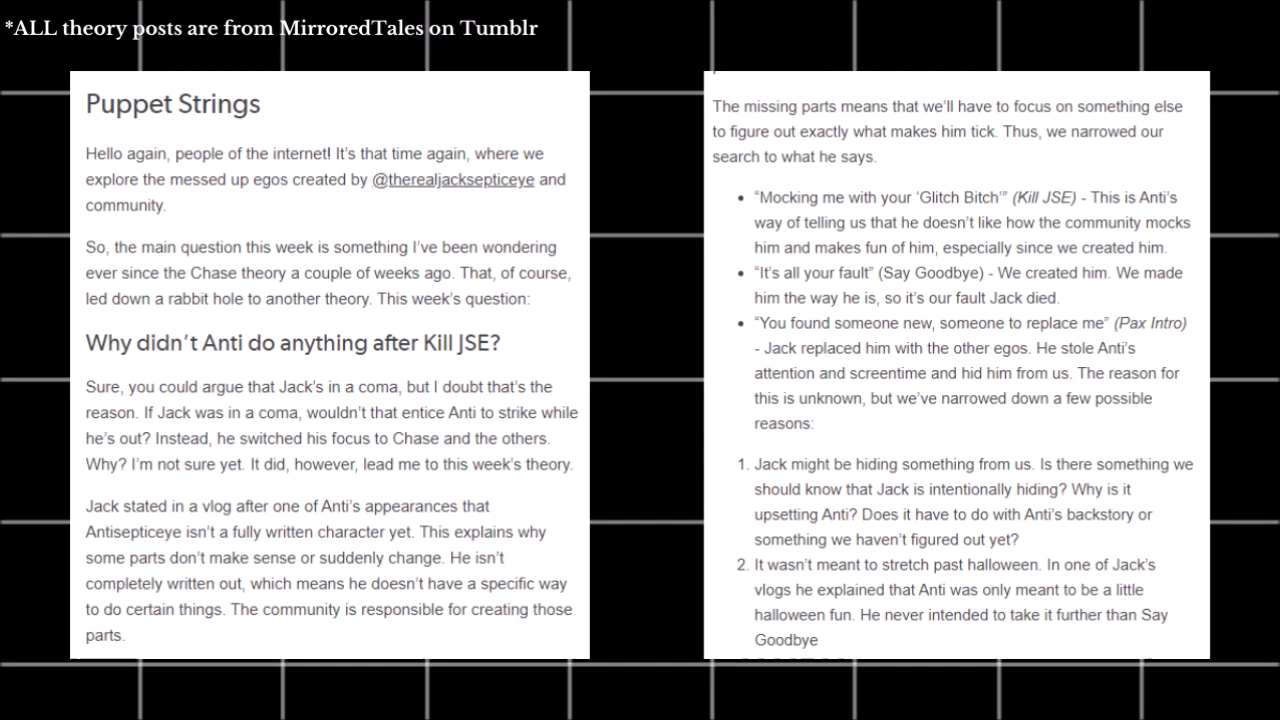 *ALL theory posts are from MirroredTales on Tumblr
Puppet Strings
Hello again, people of the internet! It's that time again, where we
explore the messed up egos created by @therealjacksepticeye and
community.
So, the main question this week is something I've been wondering
ever since the Chase theory a couple of weeks ago. That, of course,
led down a rabbit hole to another theory. This week's question:
Why didn't Anti do anything after Kill JSE?
Sure, you could argue that Jack's in a coma, but I doubt that's the
reason. If Jack was in a coma, wouldn't that entice Anti to strike while
he's out? Instead, he switched his focus to Chase and the others.
Why? I'm not sure yet. It did, however, lead me to this week's theory.
Jack stated in a vlog after one of Anti's appearances that
Antisepticeye isn't a fully written character yet. This explains why
some parts don't make sense or suddenly change. He isn't
completely written out, which means he doesn't have a specific way
to do certain things. The community is responsible for creating those
parts.
The missing parts means that we'll have to focus on something else
to figure out exactly what makes him tick. Thus, we narrowed our
search to what he says.
• "Mocking me with your 'Glitch Bitch'" (Kill JSE) - This is Anti's
way of telling us that he doesn't like how the community mocks
him and makes fun of him, especially since we created him.
• "It's all your fault" (Say Goodbye) - We created him. We made
him the way he is, so it's our fault Jack died.
• "You found someone new, someone to replace me" (Pax Intro)
- Jack replaced him with the other egos. He stole Anti's
attention and screentime and hid him from us. The reason for
this is unknown, but we've narrowed down a few possible
reasons:
1. Jack might be hiding something from us. Is there something we
should know that Jack is intentionally hiding? Why is it
upsetting Anti? Does it have to do with Anti's backstory or
something we haven't figured out yet?
2. It wasn't meant to stretch past halloween. In one of Jack's
vlogs he explained that Anti was only meant to be a little
halloween fun. He never intended to take it further than Say
Goodbye